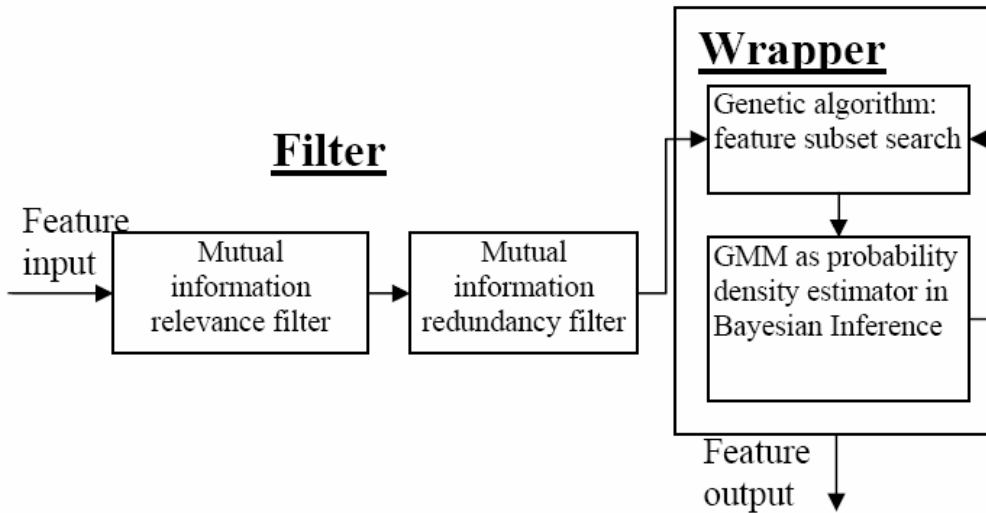 Filter
Feature
input
Mutual
information
relevance filter
Mutual
information
redundancy filter
Wrapper
Genetic algorithm:
feature subset search
GMM as probability
density estimator in
Bayesian Inference
Feature
output